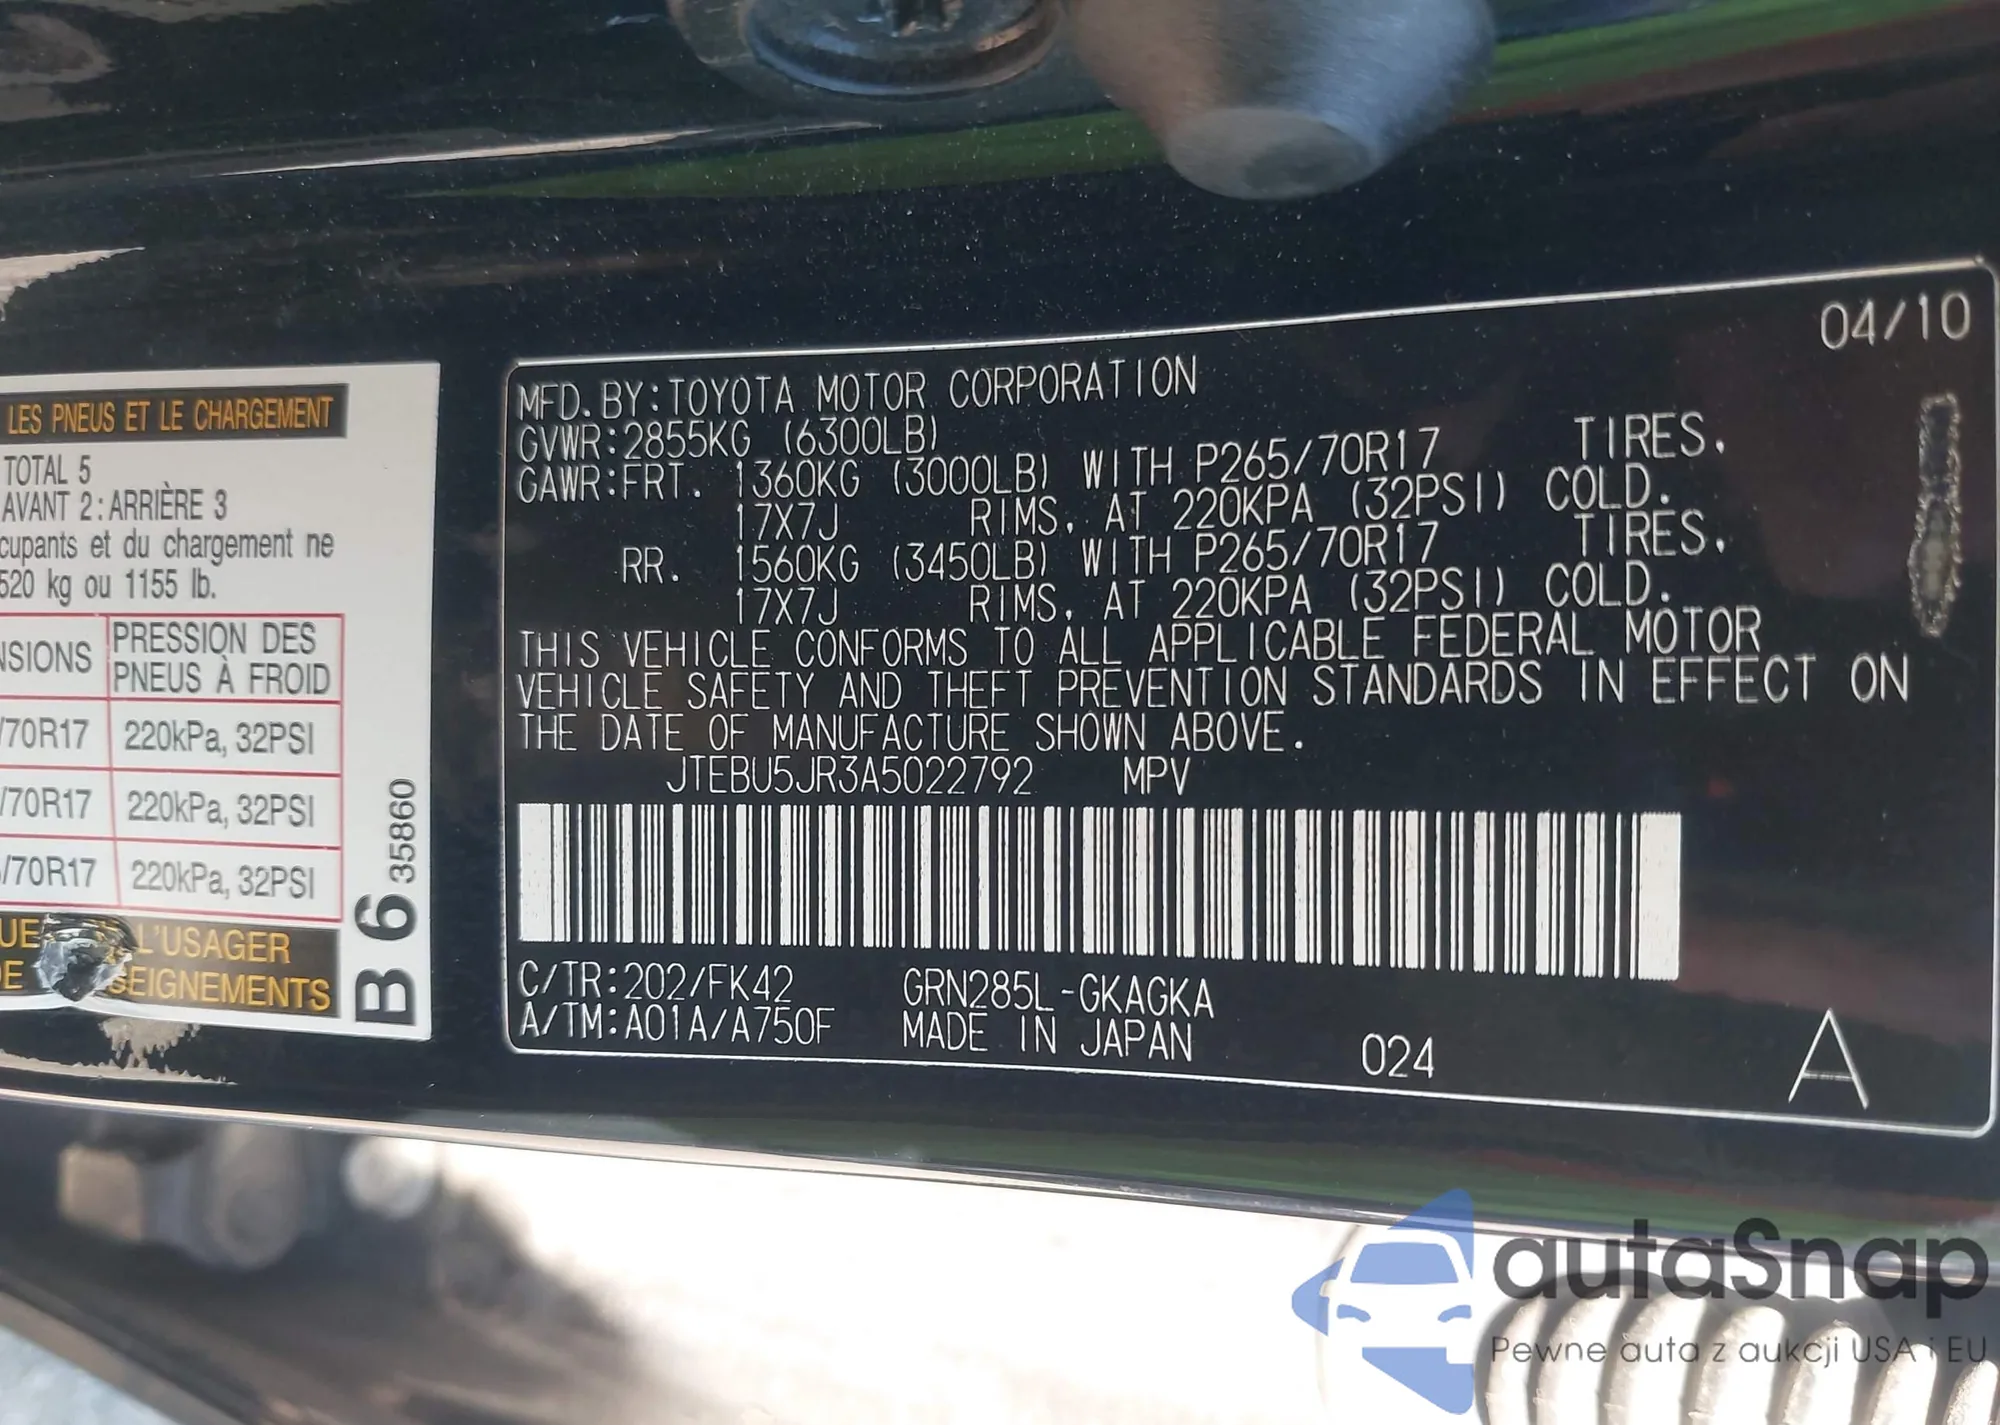 LES PNEUS ET LE CHARGEMENT
TOTAL 5
AVANT 2: ARRIÈRE 3
cupants et du chargement ne
520 kg ou 1155 lb.
NSIONS PRESSION DES
PNEUS À FROID
/70R17 220kPa, 32PSI
/70R17 220kPa, 32PSI
/70R17 220kPa, 32PSI
L'USAGER
SEIGNEMENTS
B 6 35860
04/10
MFD. BY: TOYOTA MOTOR CORPORATION
GVWR: 2855KG (6300LB)
GAWR: FRT. 1360KG (3000LB) WITH P265/70R17 TIRES,
17X7J RIMS, AT 220KPA (32PSI) COLD.
RR. 1560KG (3450LB) WITH P265/70R17 TIRES,
17X7J RIMS, AT 220KPA (32PSI) COLD.
THIS VEHICLE CONFORMS TO ALL APPLICABLE FEDERAL MOTOR
VEHICLE SAFETY AND THEFT PREVENTION STANDARDS IN EFFECT ON
THE DATE OF MANUFACTURE SHOWN ABOVE.
JTEBU5JR3A5022792 MPV
C/TR: 202/FK42 GRN285L-GKAGKA
A/TM: A01A/A750F MADE IN JAPAN 024 A
autaSnap
Pewne auta z aukcji USA i EU